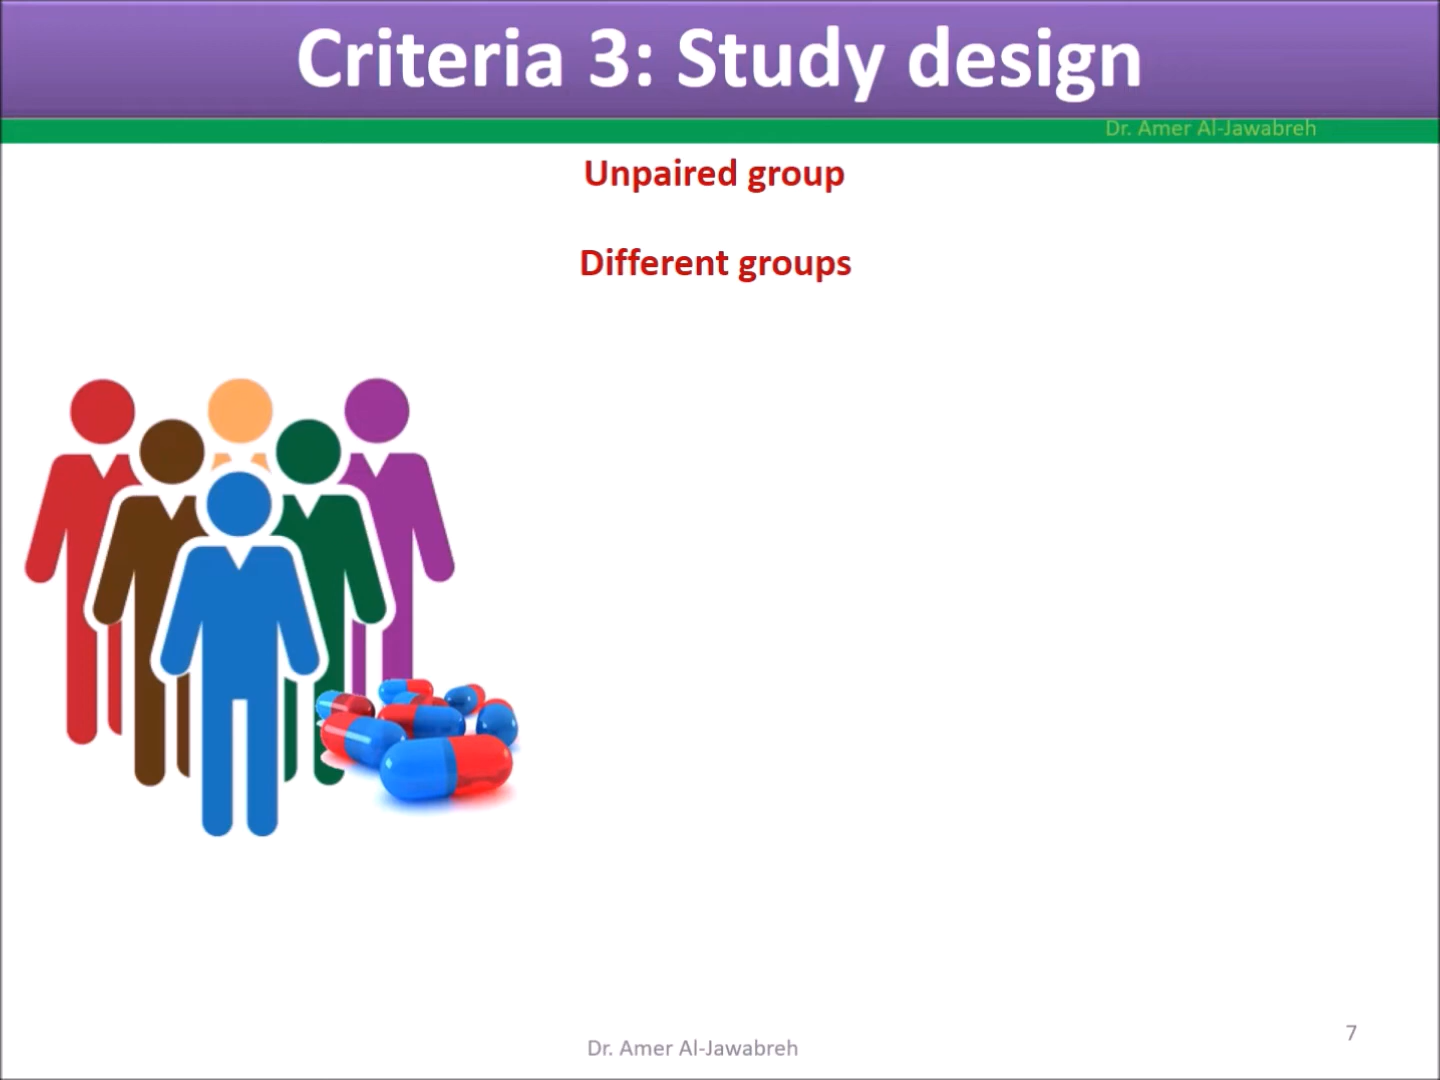 Criteria 3: Study design
Dr. Amer Al-Jawabreh
Unpaired group
Different groups
Dr. Amer Al-Jawabreh
7